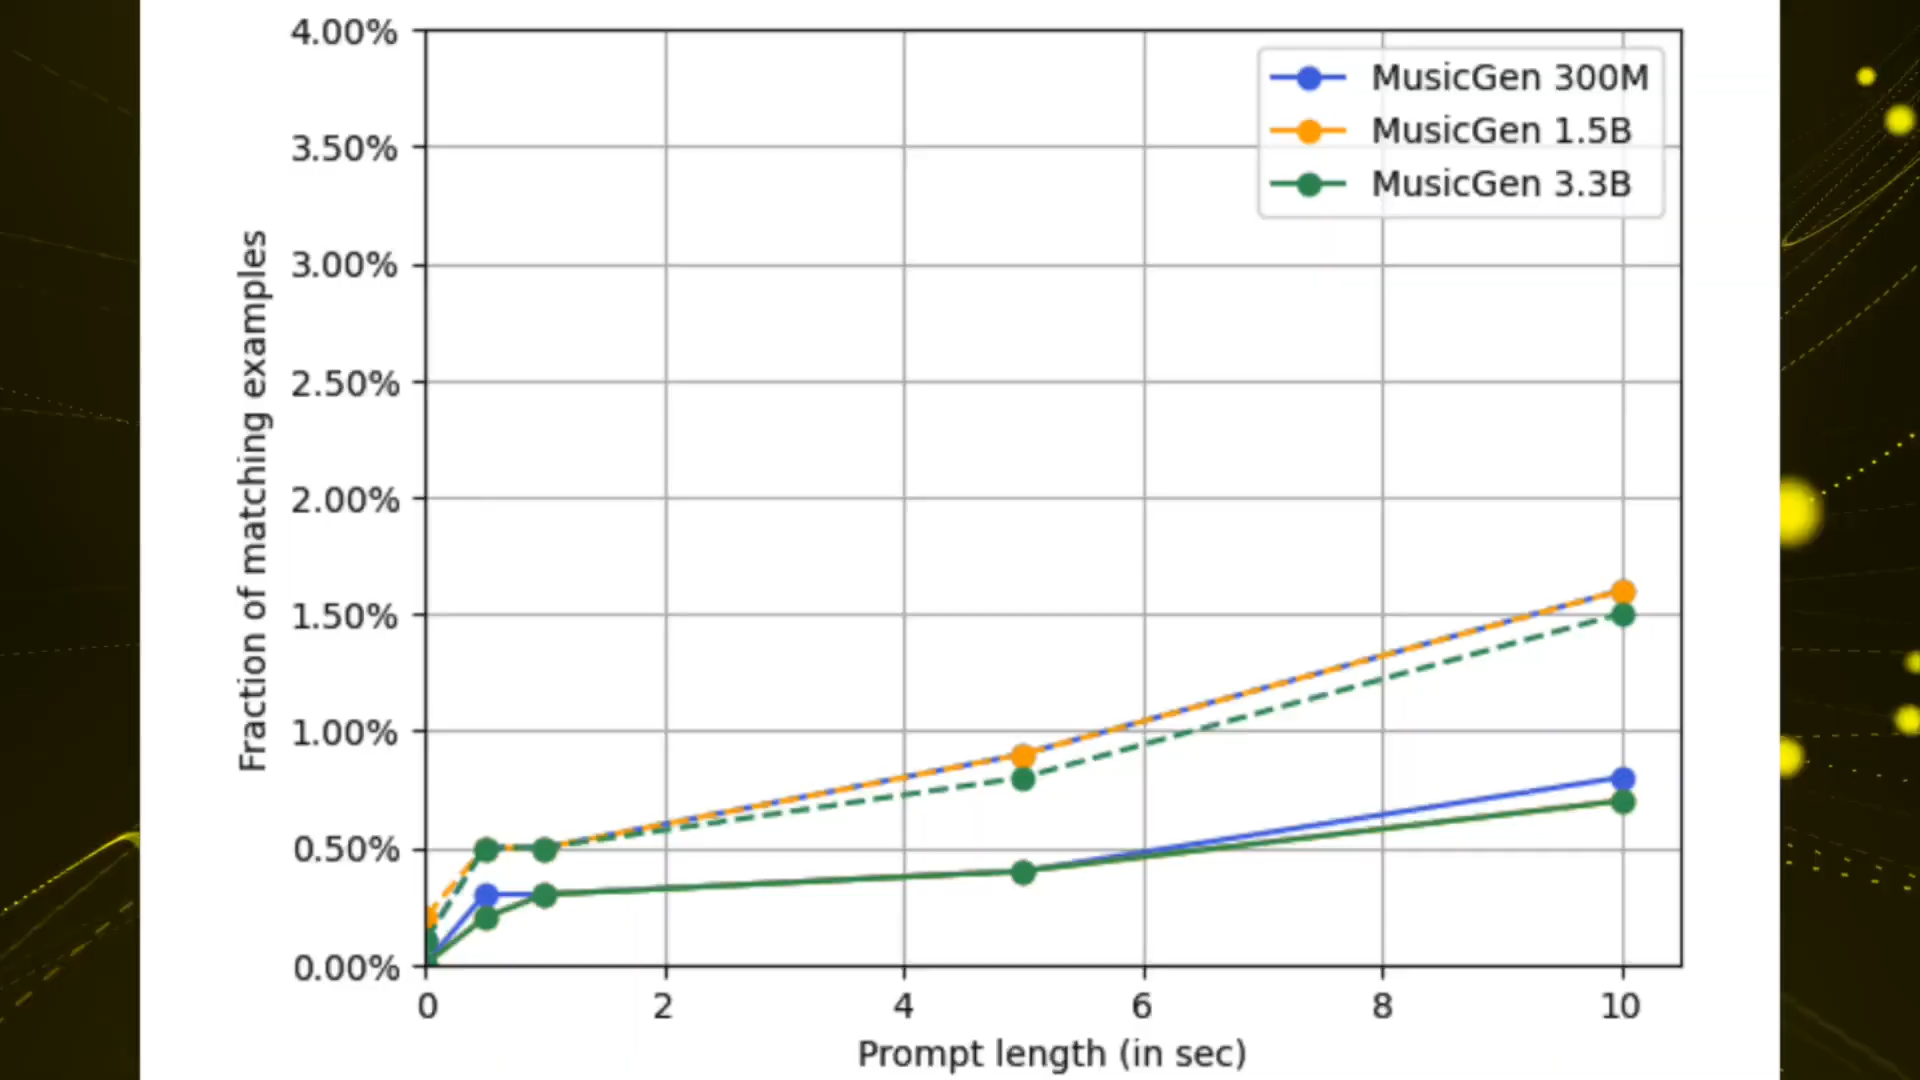 4.00%
3.50%
3.00%
2.50%
2.00%
1.50%
1.00%
0.50%
0.00%
Fraction of matching examples
MusicGen 300M
MusicGen 1.5B
MusicGen 3.3B
0 2 4 6 8 10
Prompt length (in sec)